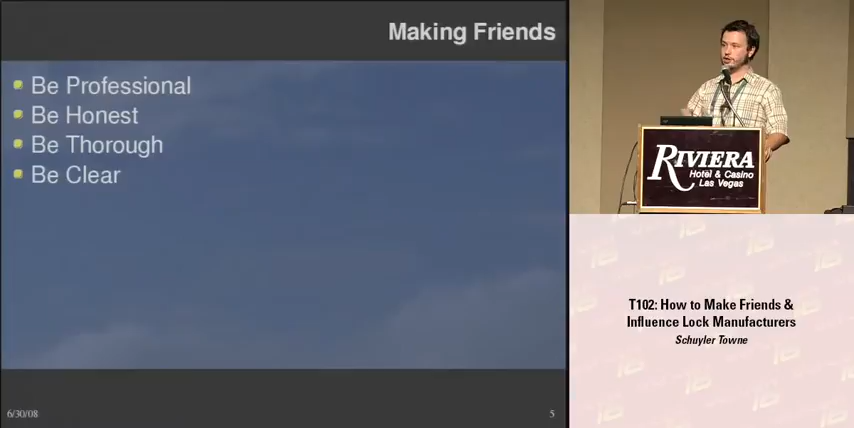 Making Friends
Be Professional
Be Honest
Be Thorough
Be Clear
6/30/08
5
RIVIERA
Hotel & Casino
Las Vegas
T102: How to Make Friends &
Influence Lock Manufacturers
Schuyler Towne